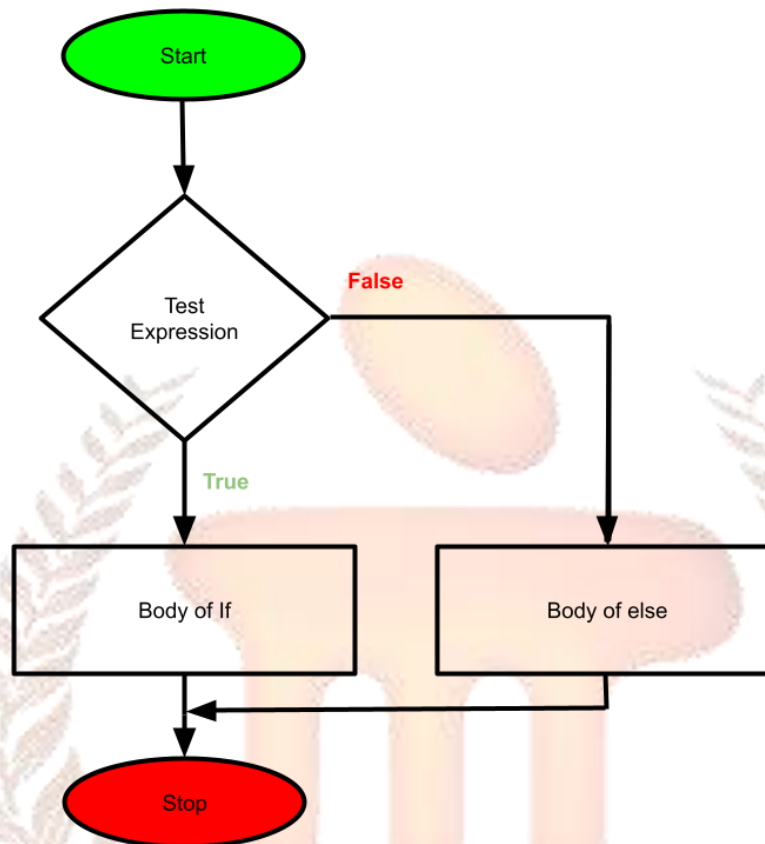 Start
Test
Expression
False
True
Body of If
Body of else
Stop